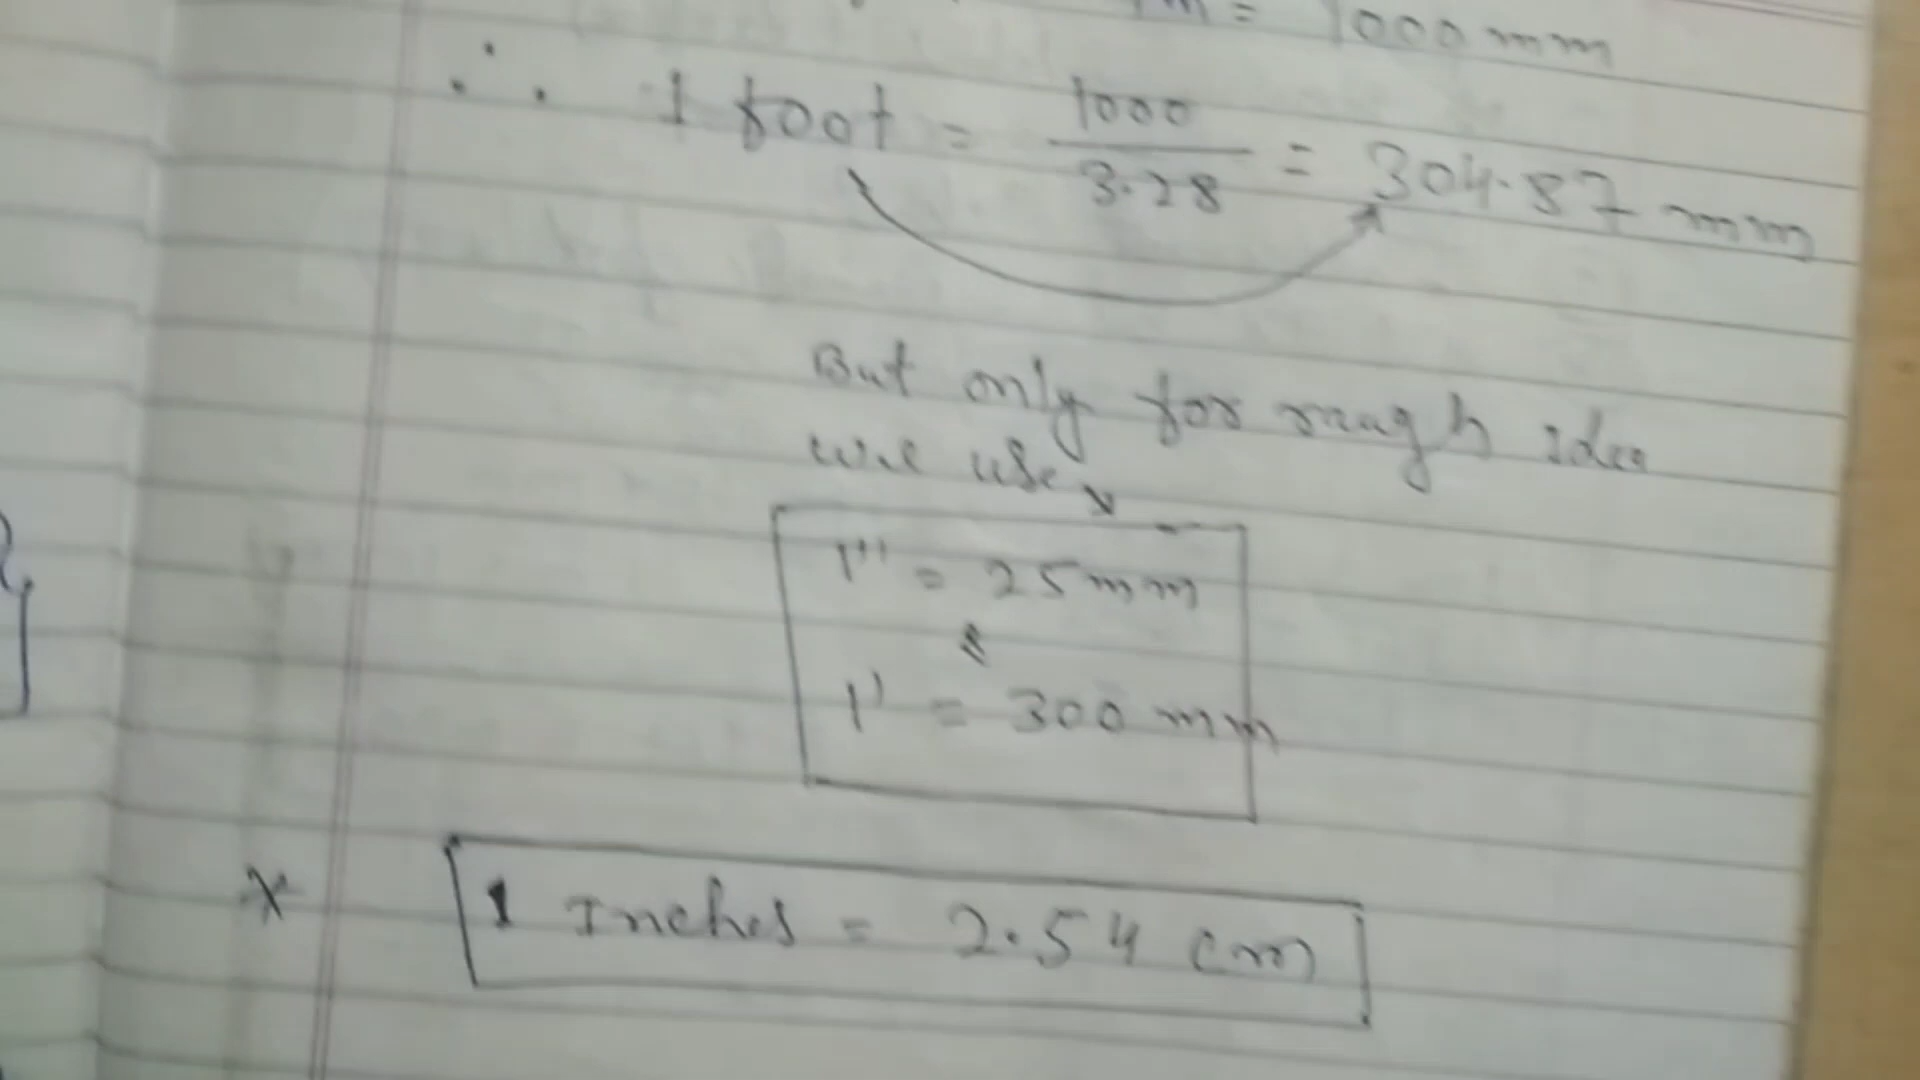 m = 1000 mm
∴ 1 foot = 1000/3.28 = 304.87 mm
But only for rough idea
we use
1" = 25 mm
&
1' = 300 mm
* 1 Inches = 2.54 cm